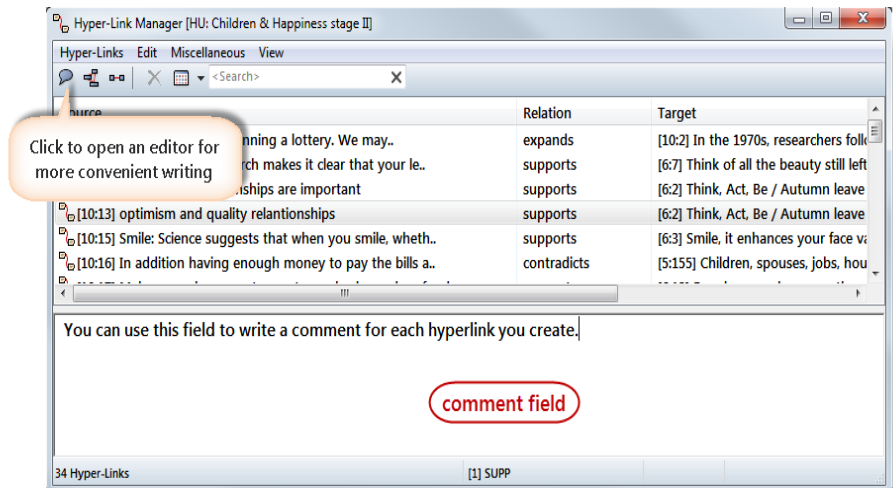 Hyper-Link Manager [HU: Children & Happiness stage II]
Hyper-Links Edit Miscellaneous View
<Search>
Source Relation Target
Click to open an editor for
more convenient writing
nning a lottery. We may.. expands [10:2] In the 1970s, researchers follo
rch makes it clear that your le.. supports [6:7] Think of all the beauty still left
nships are important supports [6:2] Think, Act, Be / Autumn leave
[10:13] optimism and quality relantionships supports [6:2] Think, Act, Be / Autumn leave
[10:15] Smile: Science suggests that when you smile, wheth.. supports [6:3] Smile, it enhances your face va
[10:16] In addition having enough money to pay the bills a.. contradicts [5:155] Children, spouses, jobs, hou
You can use this field to write a comment for each hyperlink you create.
comment field
34 Hyper-Links [1] SUPP